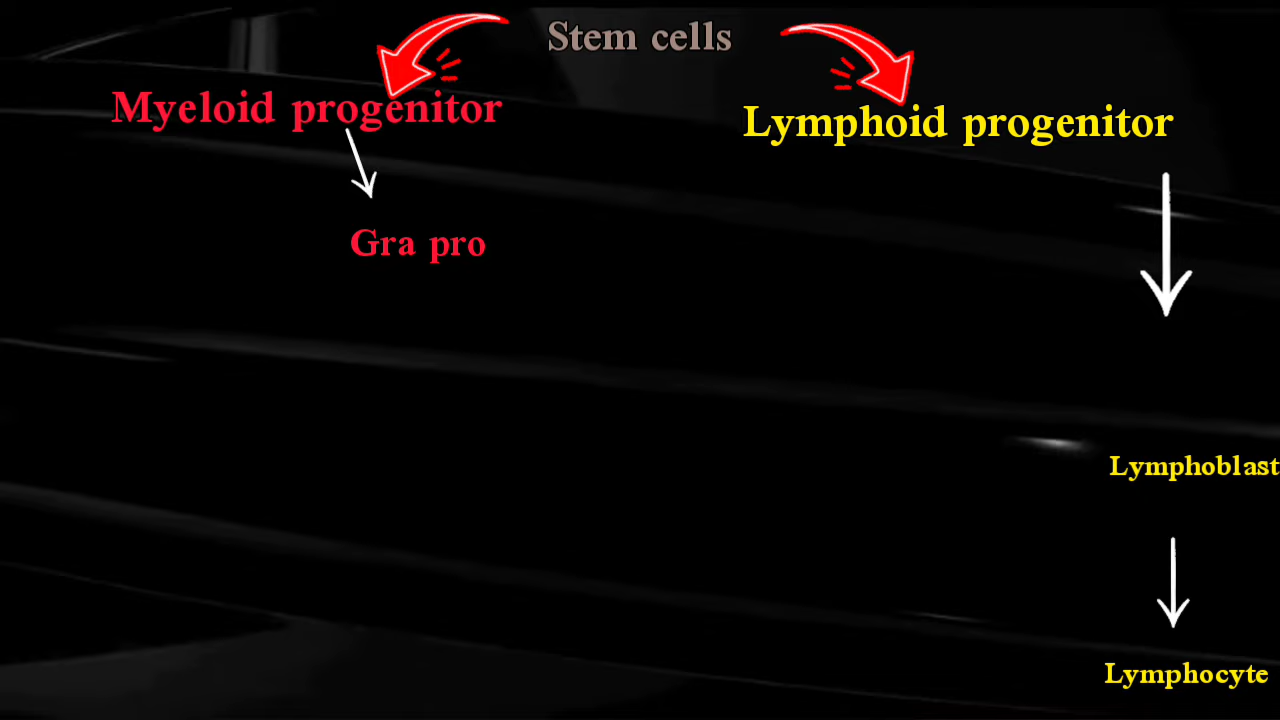 Stem cells
Myeloid progenitor
Lymphoid progenitor
Gra pro
Lymphoblast
Lymphocyte